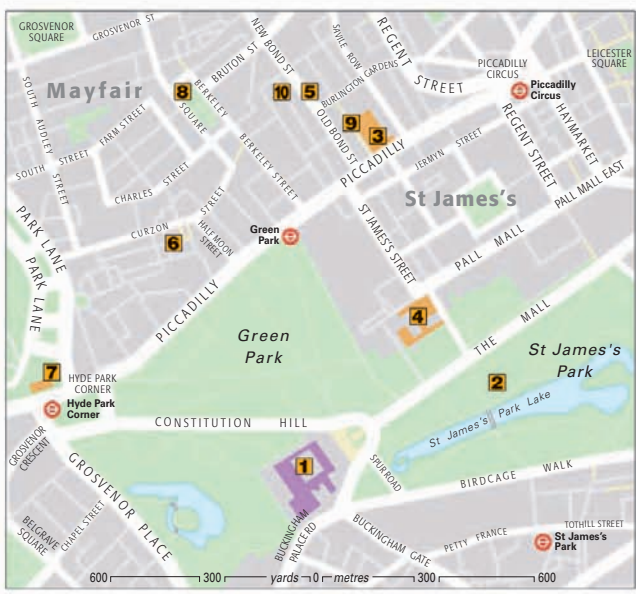 GROSVENOR
SQUARE
GROSVENOR ST
NEW BOND ST
SAVILE ROW
REGENT STREET
PICCADILLY
CIRCUS
LEICESTER
SQUARE
Mayfair
BRUTON ST
BURLINGTON GARDENS
Piccadilly
Circus
8
10
5
BERKELEY
SQUARE
SOUTH AUDLEY STREET
FARM STREET
OLD BOND ST
9
3
REGENT STREET
HAYMARKET
SOUTH STREET
BERKELEY STREET
PICCADILLY
JERMYN STREET
CHARLES STREET
St James's
PALL MALL EAST
PARK LANE
CURZON STREET
HALF MOON
STREET
6
Green
Park
ST JAMES'S STREET
PALL MALL
PARK LANE
PICCADILLY
4
THE MALL
Green
Park
St James's
Park
7
HYDE PARK
CORNER
2
Hyde Park
Corner
CONSTITUTION HILL
St James's Park Lake
GROSVENOR
CRESCENT
GROSVENOR PLACE
1
SPUR ROAD
BIRDCAGE WALK
BELGRAVE
SQUARE
CHAPEL STREET
BUCKINGHAM
PALACE RD
BUCKINGHAM GATE
PETTY FRANCE
TOTHILL STREET
St James's
Park
600 300 yards 0 metres 300 600